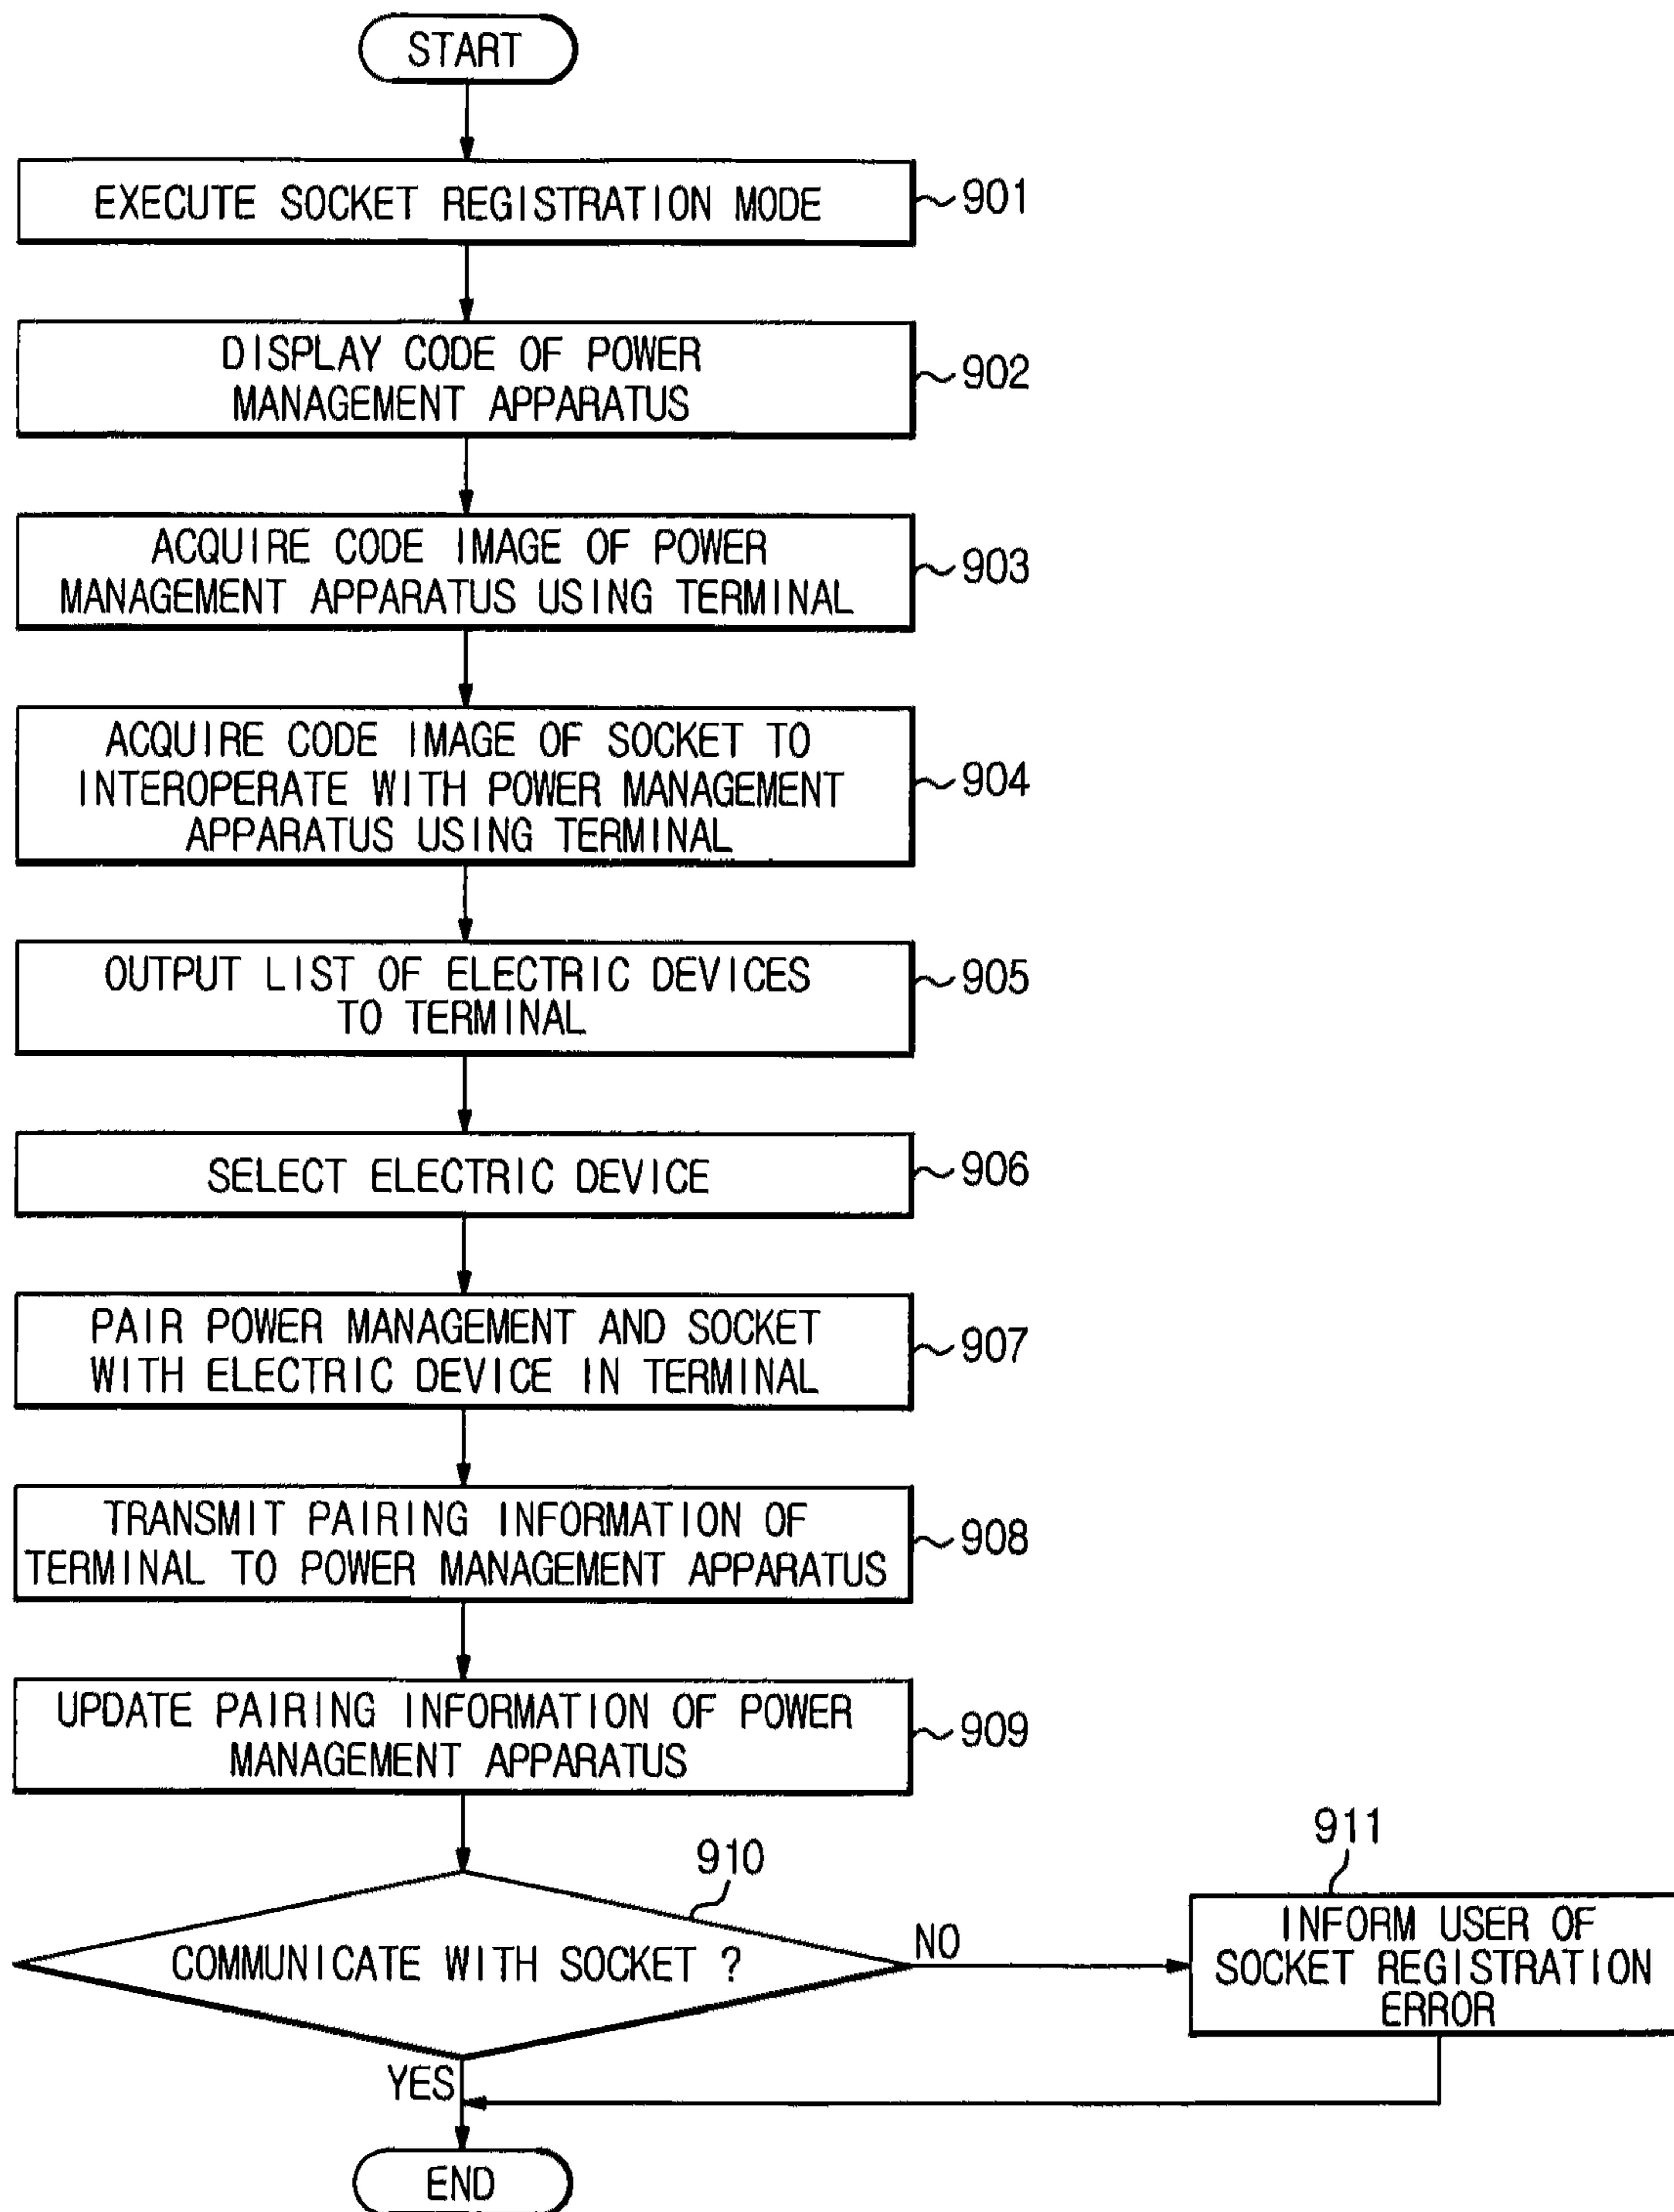 START
EXECUTE SOCKET REGISTRATION MODE
901
DISPLAY CODE OF POWER
MANAGEMENT APPARATUS
902
ACQUIRE CODE IMAGE OF POWER
MANAGEMENT APPARATUS USING TERMINAL
903
ACQUIRE CODE IMAGE OF SOCKET TO
INTEROPERATE WITH POWER MANAGEMENT
APPARATUS USING TERMINAL
904
OUTPUT LIST OF ELECTRIC DEVICES
TO TERMINAL
905
SELECT ELECTRIC DEVICE
906
PAIR POWER MANAGEMENT AND SOCKET
WITH ELECTRIC DEVICE IN TERMINAL
907
TRANSMIT PAIRING INFORMATION OF
TERMINAL TO POWER MANAGEMENT APPARATUS
908
UPDATE PAIRING INFORMATION OF POWER
MANAGEMENT APPARATUS
909
910
COMMUNICATE WITH SOCKET ?
NO
911
INFORM USER OF
SOCKET REGISTRATION
ERROR
YES
END